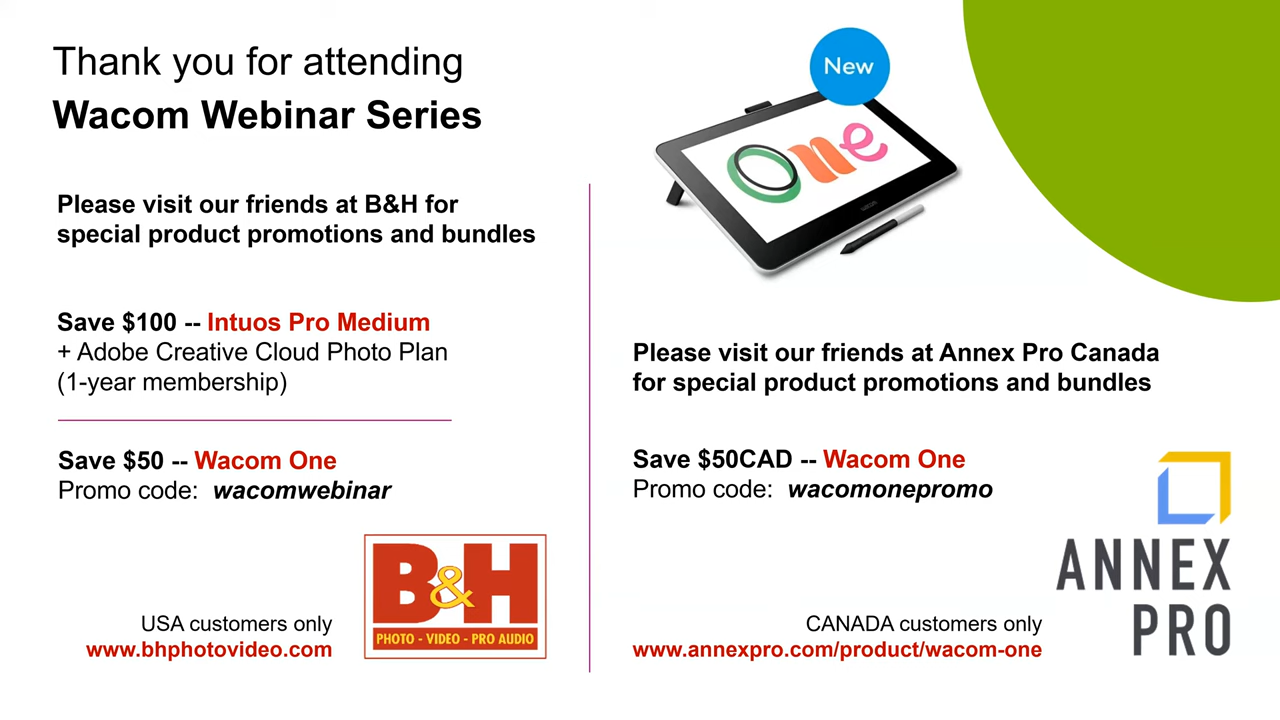 Thank you for attending
Wacom Webinar Series
Please visit our friends at B&H for
special product promotions and bundles
Save $100 -- Intuos Pro Medium
+ Adobe Creative Cloud Photo Plan
(1-year membership)
Save $50 -- Wacom One
Promo code: wacomwebinar
USA customers only
www.bhphotovideo.com
B&H
PHOTO - VIDEO - PRO AUDIO
New
One
wacom
Please visit our friends at Annex Pro Canada
for special product promotions and bundles
Save $50CAD -- Wacom One
Promo code: wacomonepromo
CANADA customers only
www.annexpro.com/product/wacom-one
ANNEX
PRO